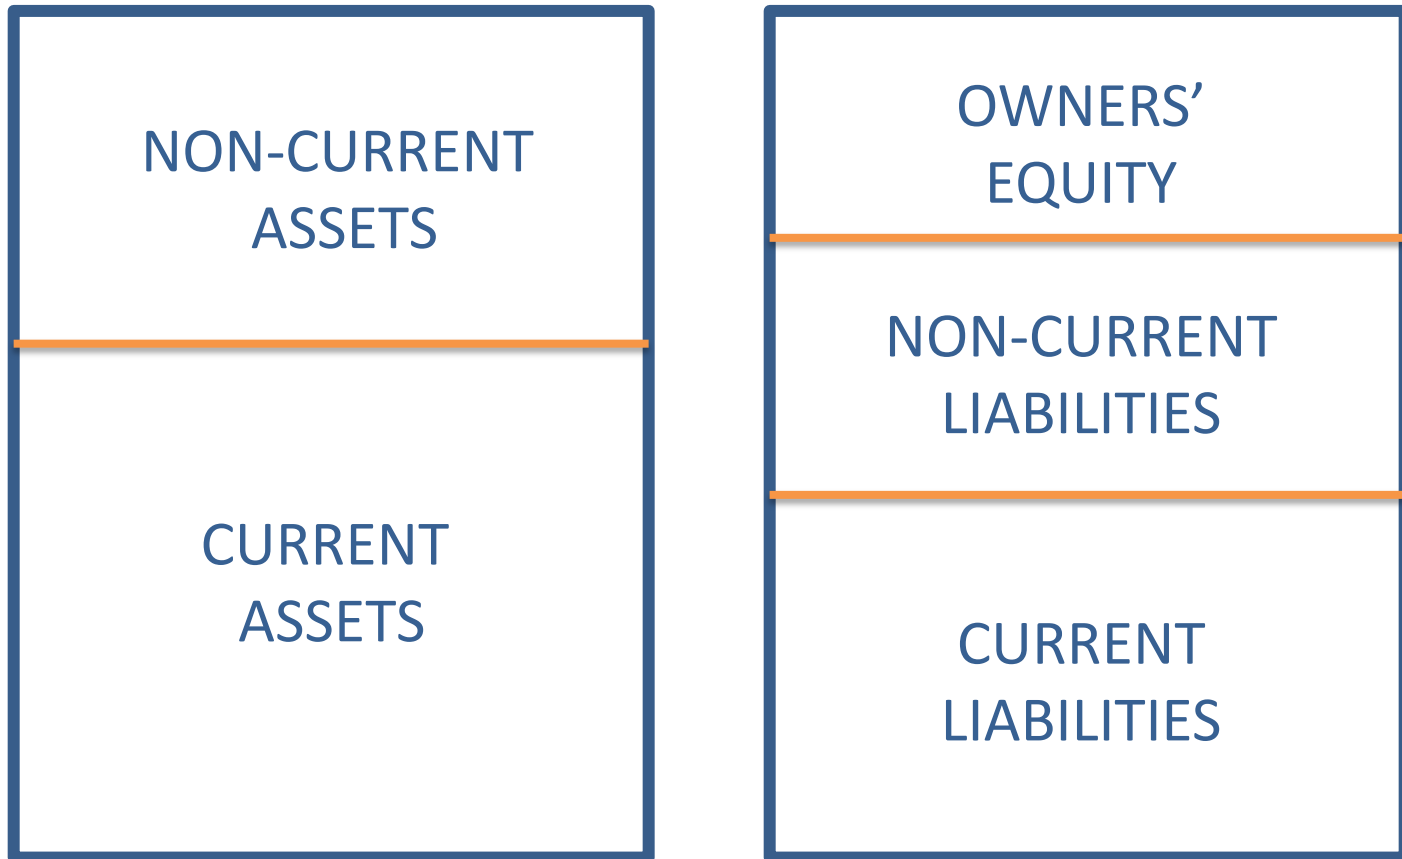 NON-CURRENT
ASSETS
CURRENT
ASSETS
OWNERS’
EQUITY
NON-CURRENT
LIABILITIES
CURRENT
LIABILITIES